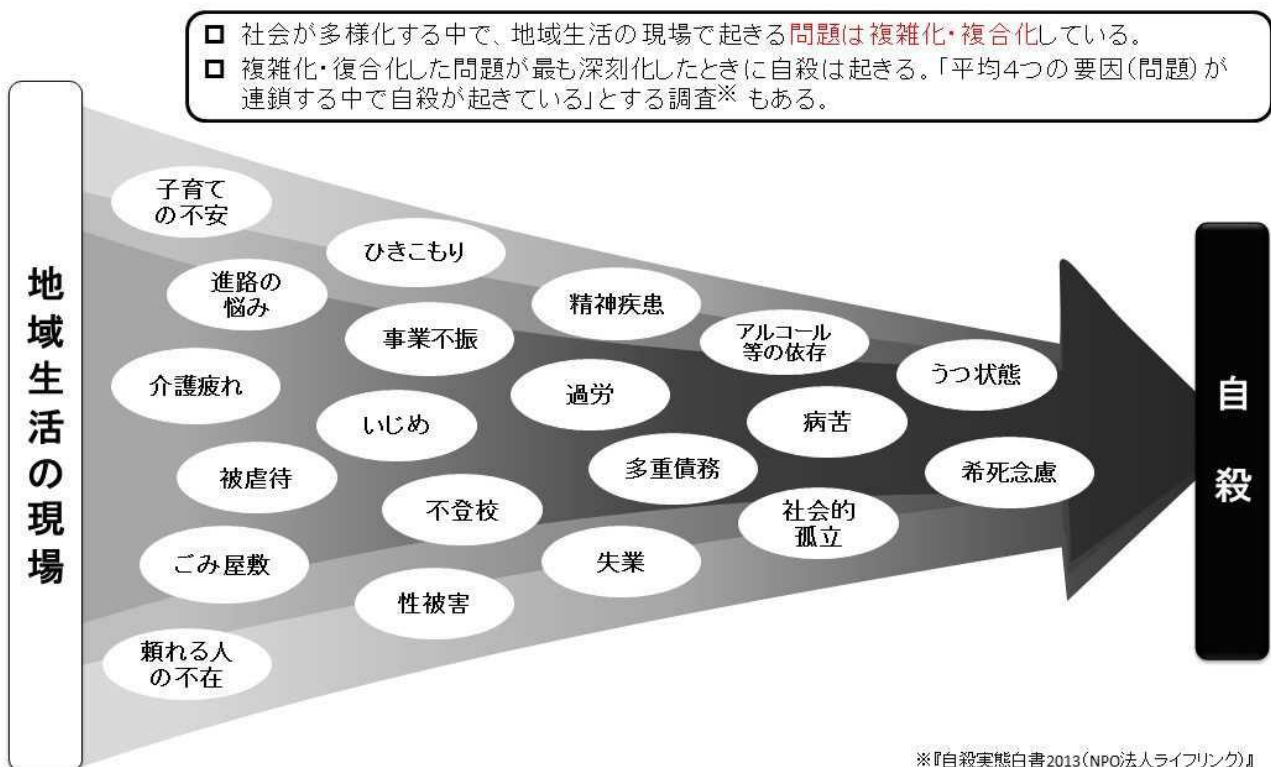 □ 社会が多様化する中で、地域生活の現場で起きる問題は複雑化・複合化している。
□ 複雑化・復合化した問題が最も深刻化したときに自殺は起きる。「平均4つの要因(問題)が
連鎖する中で自殺が起きている」とする調査※ もある。
地域生活の現場
子育て
の不安
ひきこもり
進路の
悩み
精神疾患
事業不振
アルコール
等の依存
うつ状態
介護疲れ
過労
いじめ
病苦
被虐待
多重債務
希死念慮
不登校
社会的
孤立
ごみ屋敷
失業
性被害
頼れる人
の不在
自殺
※『自殺実態白書2013(NPO法人ライフリンク)』